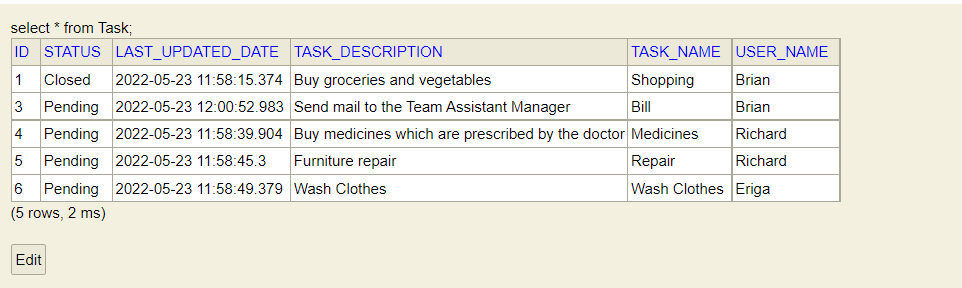 select * from Task;
ID STATUS LAST_UPDATED_DATE TASK_DESCRIPTION TASK_NAME USER_NAME
1 Closed 2022-05-23 11:58:15.374 Buy groceries and vegetables Shopping Brian
3 Pending 2022-05-23 12:00:52.983 Send mail to the Team Assistant Manager Bill Brian
4 Pending 2022-05-23 11:58:39.904 Buy medicines which are prescribed by the doctor Medicines Richard
5 Pending 2022-05-23 11:58:45.3 Furniture repair Repair Richard
6 Pending 2022-05-23 11:58:49.379 Wash Clothes Wash Clothes Eriga
(5 rows, 2 ms)
Edit